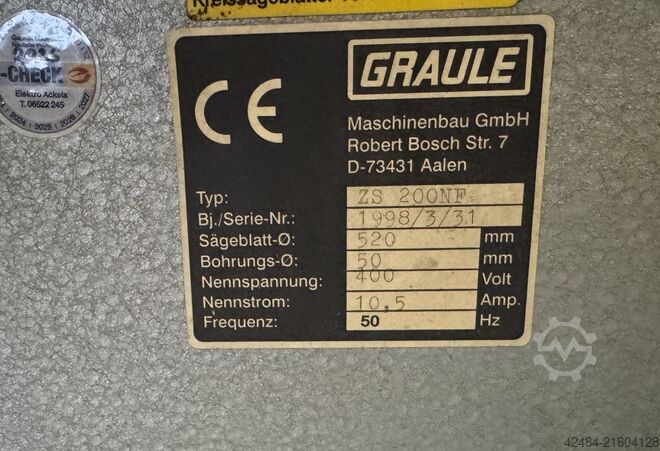 GRAULE
Maschinenbau GmbH
Robert Bosch Str. 7
D-73431 Aalen
CE
Typ: ZS 200NF
Bj./Serie-Nr.: 1998/3/31
Sägeblatt-Ø: 520 mm
Bohrungs-Ø: 50 mm
Nennspannung: 400 Volt
Nennstrom: 10,5 Amp.
Frequenz: 50 Hz
-CHECK
Elektro Ackels
T. 06522 245
2024 2025 2026 2027
42484-21804128